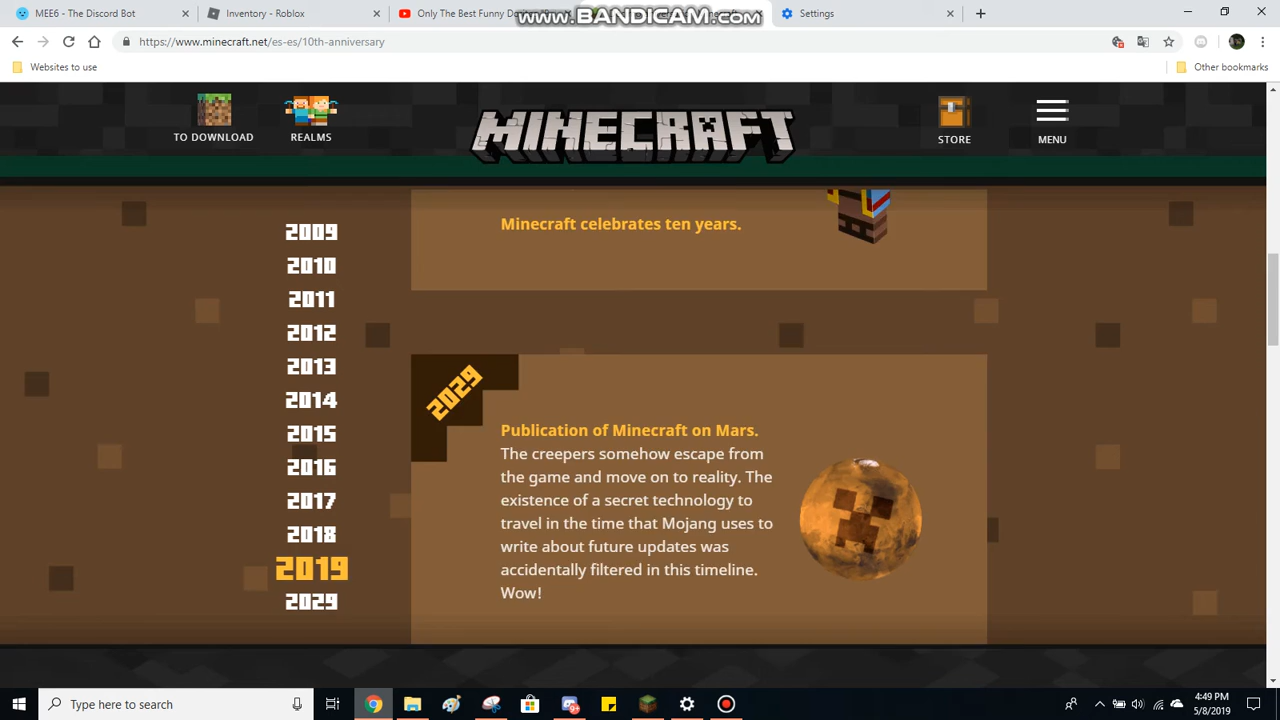 www.BANDICAM.com
MEE6 - The Discord Bot
Inventory - Roblox
Only The Best Funny
Settings
https://www.minecraft.net/es-es/10th-anniversary
Websites to use
Other bookmarks
TO DOWNLOAD
REALMS
MINECRAFT
STORE
MENU
2009
2010
2011
2012
2013
2014
2015
2016
2017
2018
2019
2029
Minecraft celebrates ten years.
2029
Publication of Minecraft on Mars.
The creepers somehow escape from
the game and move on to reality. The
existence of a secret technology to
travel in the time that Mojang uses to
write about future updates was
accidentally filtered in this timeline.
Wow!
Type here to search
4:49 PM
5/8/2019